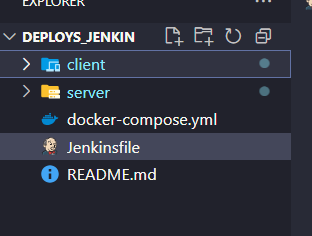 EXPLORER
DEPLOYS_JENKIN
client
server
docker-compose.yml
Jenkinsfile
README.md